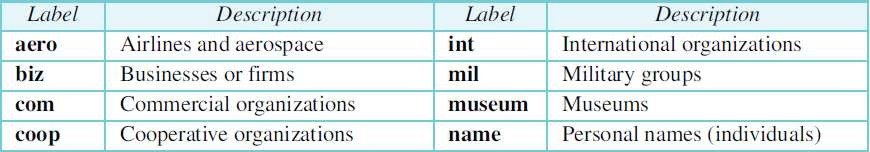 Label Description Label Description
aero Airlines and aerospace int International organizations
biz Businesses or firms mil Military groups
com Commercial organizations museum Museums
coop Cooperative organizations name Personal names (individuals)